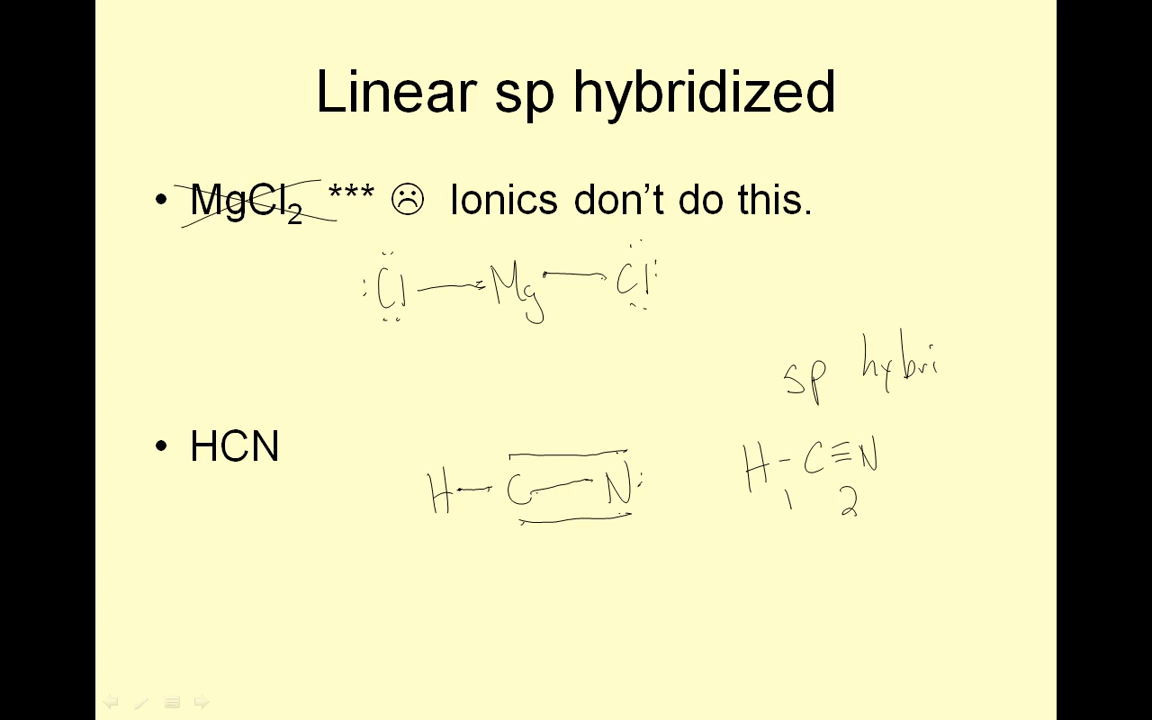 Linear sp hybridized
• MgCl₂ *** ☹ Ionics don't do this.
:Cl — Mg — Cl:
sp hybri
• HCN
H — C ≡ N:
H - C ≡ N
1 2